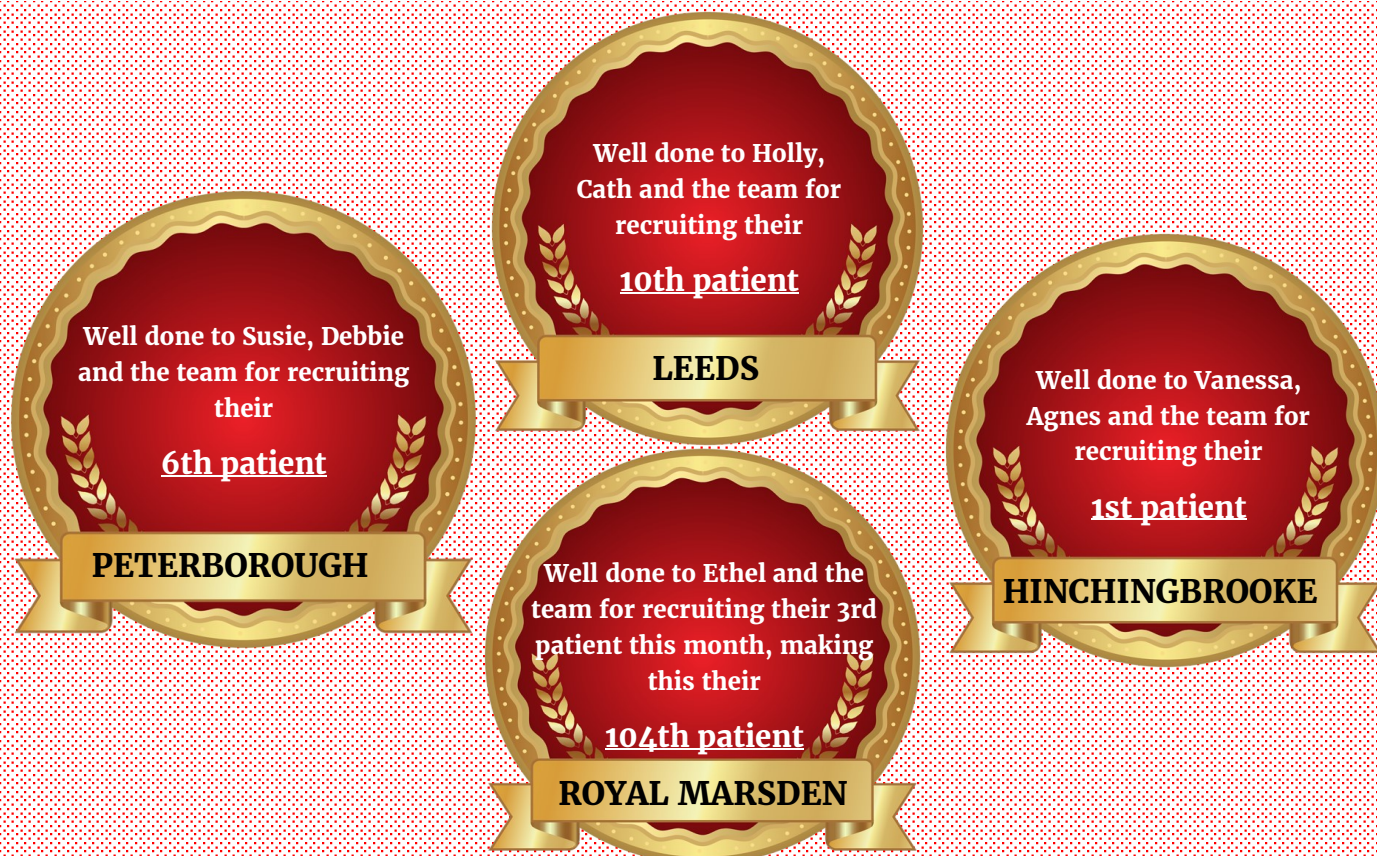 Well done to Holly,
Cath and the team for
recruiting their
10th patient
LEEDS
Well done to Susie, Debbie
and the team for recruiting
their
6th patient
PETERBOROUGH
Well done to Vanessa,
Agnes and the team for
recruiting their
1st patient
HINCHINGBROOKE
Well done to Ethel and the
team for recruiting their 3rd
patient this month, making
this their
104th patient
ROYAL MARSDEN